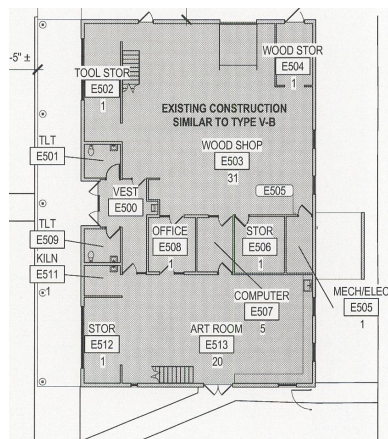 WOOD STOR
E504
1
-5" ±
TOOL STOR
E502
1
EXISTING CONSTRUCTION
SIMILAR TO TYPE V-B
WOOD SHOP
E503
31
TLT
E501
E505
VEST
E500
TLT
E509
OFFICE
E508
1
STOR
E506
1
KILN
E511
1
COMPUTER
E507
5
MECH/ELEC
E505
1
STOR
E512
1
ART ROOM
E513
20